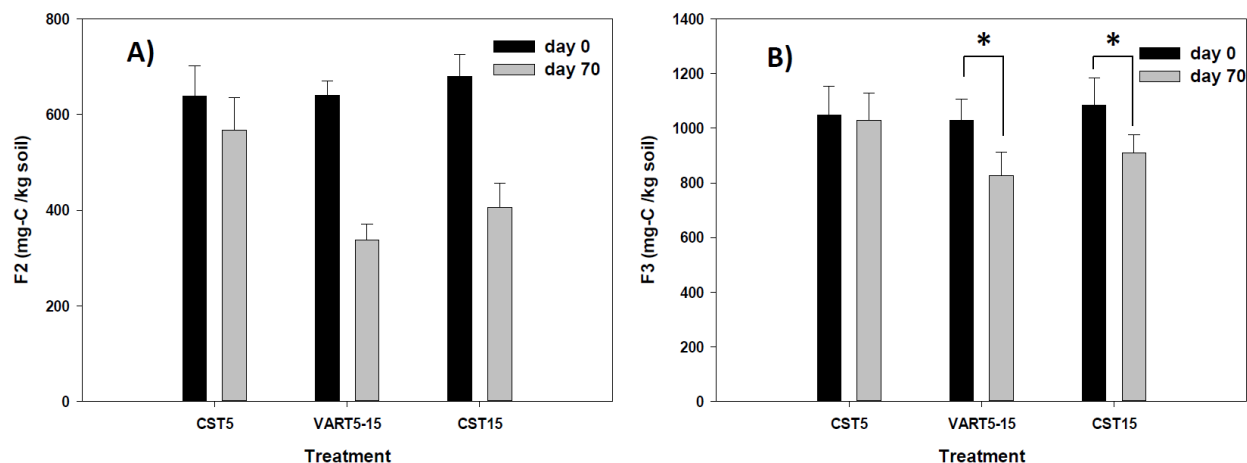 A)
day 0
day 70
F2 (mg-C /kg soil)
800
600
400
200
0
CST5 VART5-15 CST15
Treatment
B)
* *
day 0
day 70
F3 (mg-C /kg soil)
1400
1200
1000
800
600
400
200
0
CST5 VART5-15 CST15
Treatment